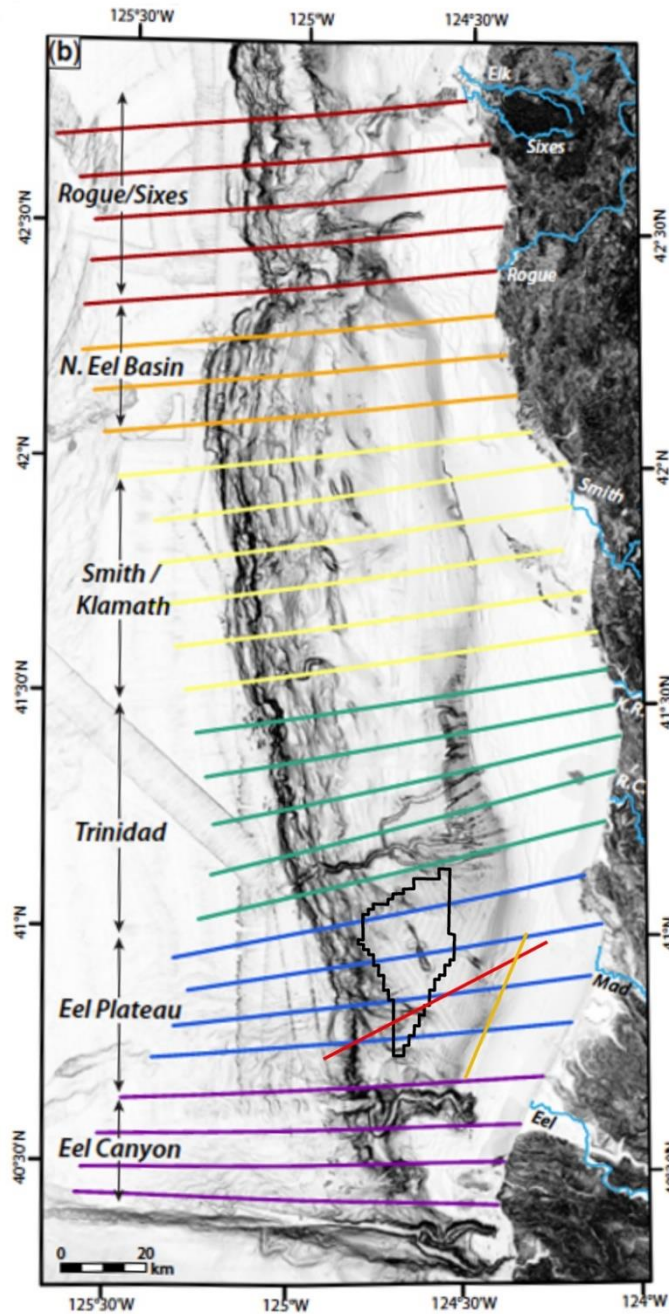 125°30'W 125°W 124°30'W
(b)
Elk
Sixes
Rogue/Sixes
42°30'N
42°30'N
Rogue
N. Eel Basin
42°N
42°N
Smith
Smith /
Klamath
41°30'N
41°30'N
K.R.
R.C.
Trinidad
41°N
41°N
Mad
Eel Plateau
Eel
Eel Canyon
40°30'N
0 20
km
125°30'W 125°W 124°30'W 124°W